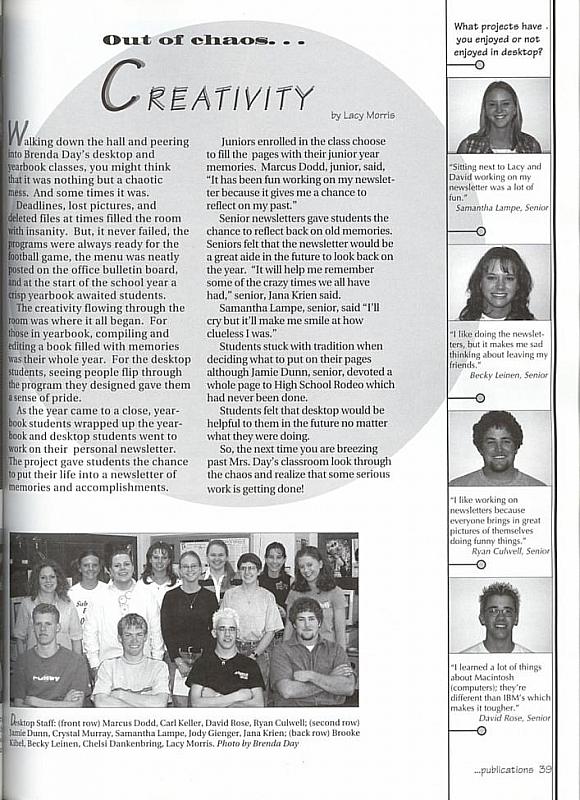 Out of chaos. . .
CREATIVITY
by Lacy Morris
Walking down the hall and peering
into Brenda Day's desktop and
yearbook classes, you might think
that it was nothing but a chaotic
mess. And some times it was.
Deadlines, lost pictures, and
deleted files at times filled the room
with insanity. But, it never failed, the
programs were always ready for the
football game, the menu was neatly
posted on the office bulletin board,
and at the start of the school year a
crisp yearbook awaited students.
The creativity flowing through the
room was where it all began. For
those in yearbook, compiling and
editing a book filled with memories
was their whole year. For the desktop
students, seeing people flip through
the program they designed gave them
a sense of pride.
As the year came to a close, year-
book students wrapped up the year-
book and desktop students went to
work on their personal newsletter.
The project gave students the chance
to put their life into a newsletter of
memories and accomplishments.
Juniors enrolled in the class choose
to fill the pages with their junior year
memories. Marcus Dodd, junior, said,
"It has been fun working on my newslet-
ter because it gives me a chance to
reflect on my past."
Senior newsletters gave students the
chance to reflect back on old memories.
Seniors felt that the newsletter would be
a great aide in the future to look back on
the year. "It will help me remember
some of the crazy times we all have
had," senior, Jana Krien said.
Samantha Lampe, senior, said "I'll
cry but it'll make me smile at how
clueless I was."
Students stuck with tradition when
deciding what to put on their pages
although Jamie Dunn, senior, devoted a
whole page to High School Rodeo which
had never been done.
Students felt that desktop would be
helpful to them in the future no matter
what they were doing.
So, the next time you are breezing
past Mrs. Day's classroom look through
the chaos and realize that some serious
work is getting done!
Desktop Staff: (front row) Marcus Dodd, Carl Keller, David Rose, Ryan Culwell; (second row)
Jamie Dunn, Crystal Murray, Samantha Lampe, Jody Gienger, Jana Krien; (back row) Brooke
Kibel, Becky Leinen, Chelsi Dankenbring, Lacy Morris. Photo by Brenda Day
What projects have
you enjoyed or not
enjoyed in desktop?
"Sitting next to Lacy and
David working on my
newsletter was a lot of
fun."
Samantha Lampe, Senior
"I like doing the newslet-
ters, but it makes me sad
thinking about leaving my
friends."
Becky Leinen, Senior
"I like working on
newsletters because
everyone brings in great
pictures of themselves
doing funny things."
Ryan Culwell, Senior
"I learned a lot of things
about Macintosh
(computers); they're
different than IBM's which
makes it tougher."
David Rose, Senior
...publications 39